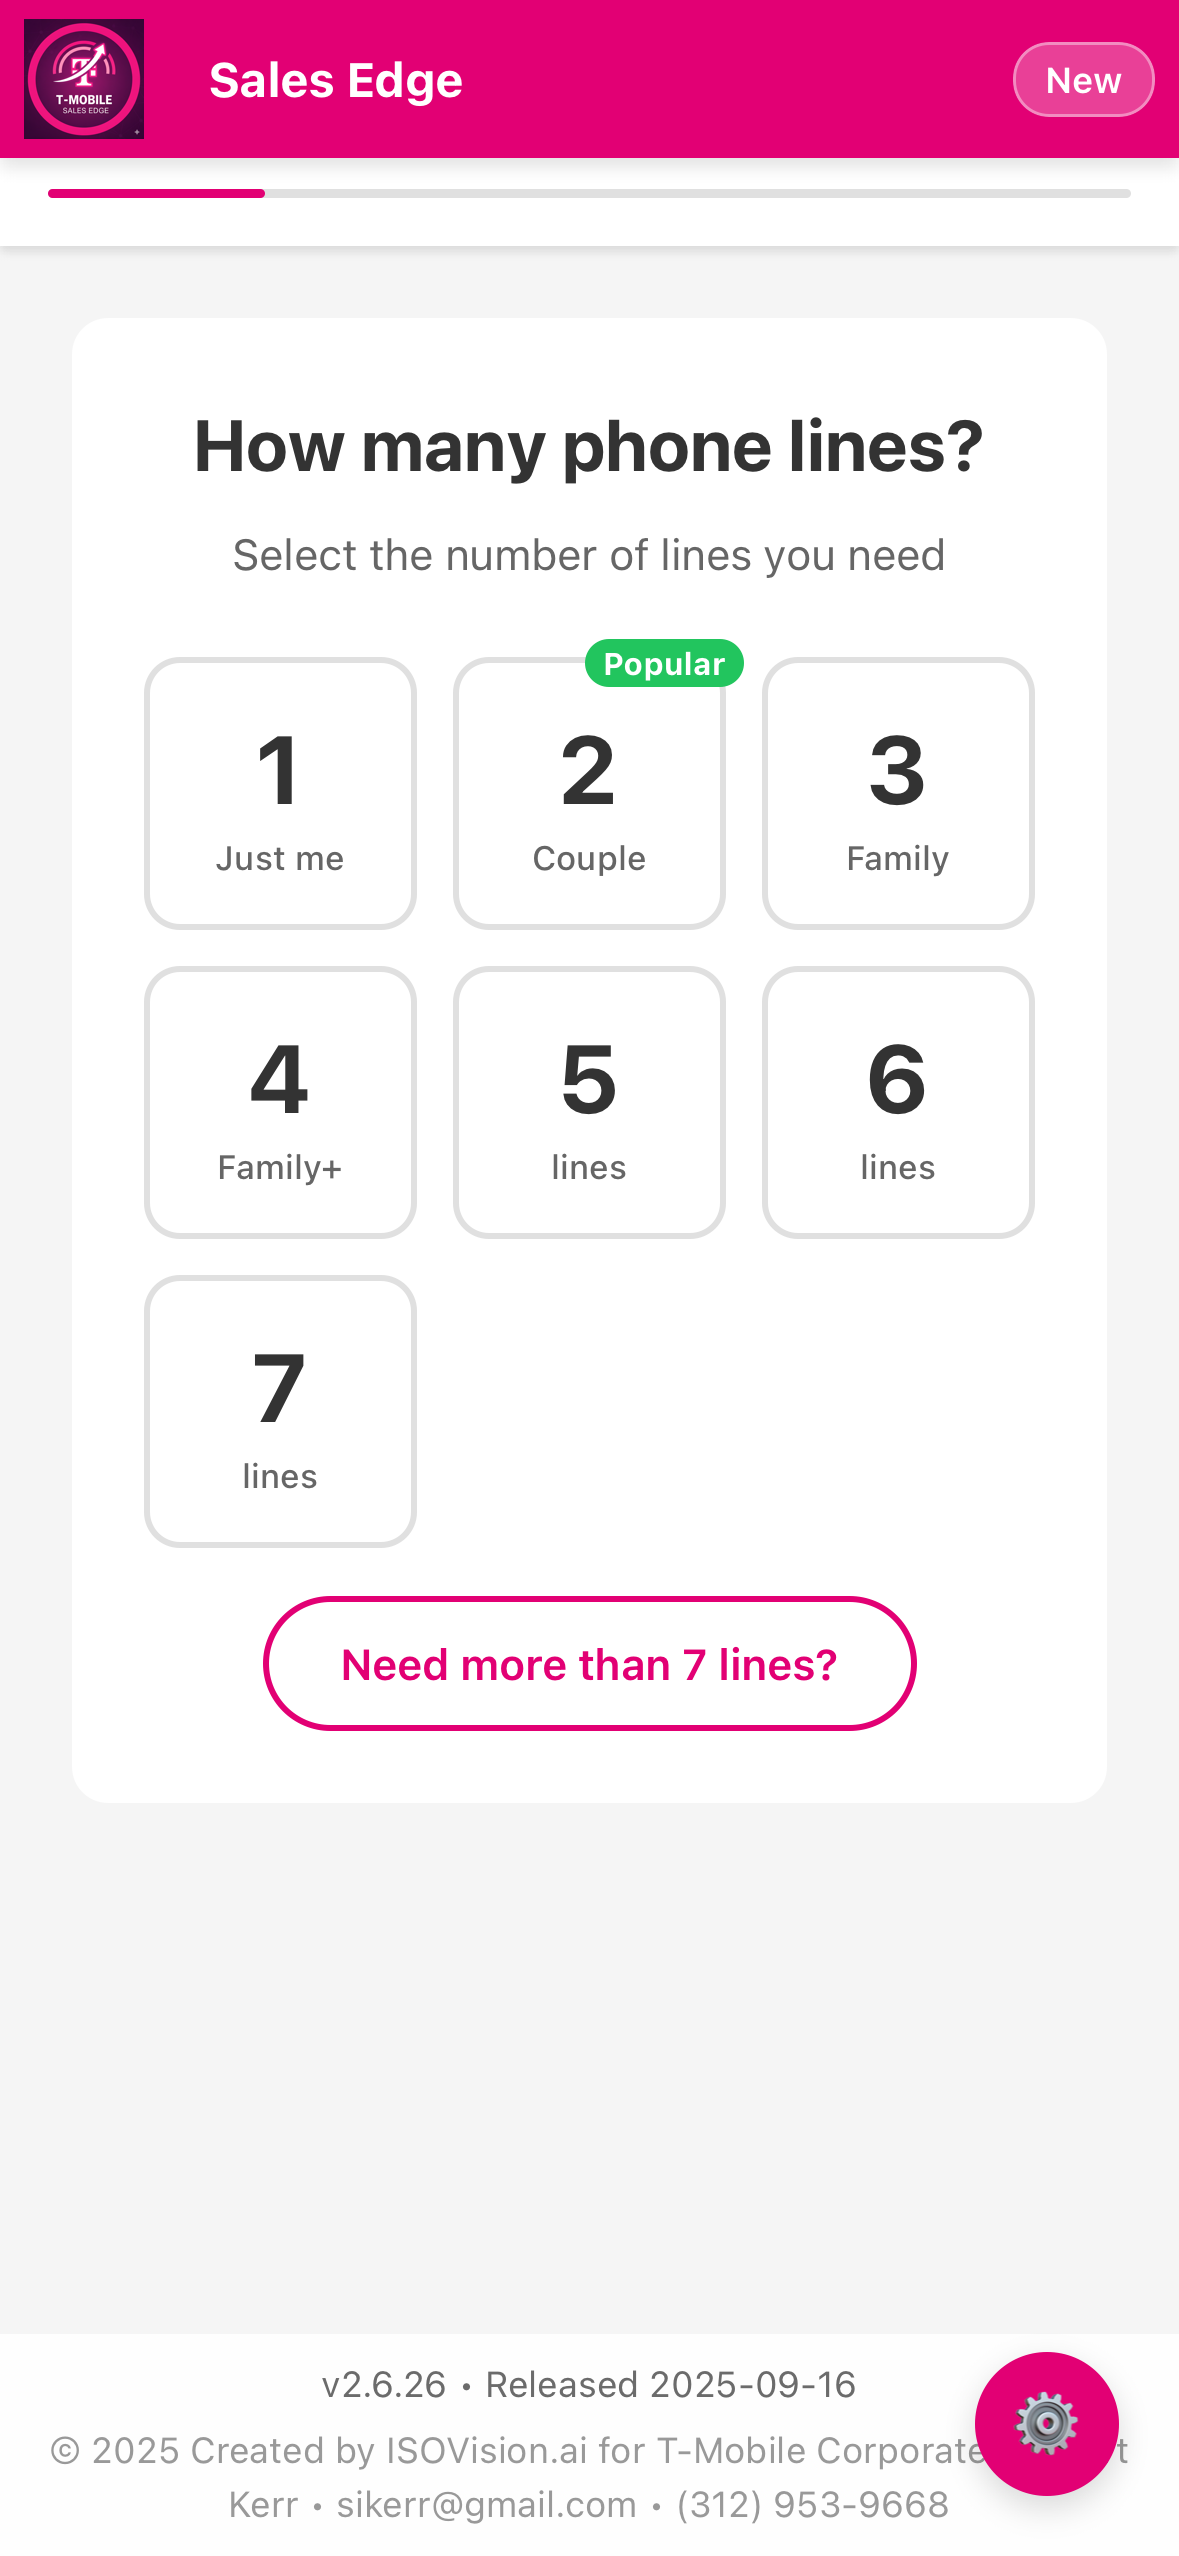 T-MOBILE
SALES EDGE
Sales Edge
New
How many phone lines?
Select the number of lines you need
Popular
1
Just me
2
Couple
3
Family
4
Family+
5
lines
6
lines
7
lines
Need more than 7 lines?
v2.6.26 • Released 2025-09-16
© 2025 Created by ISOVision.ai for T-Mobile Corporate
Kerr • sikerr@gmail.com • (312) 953-9668